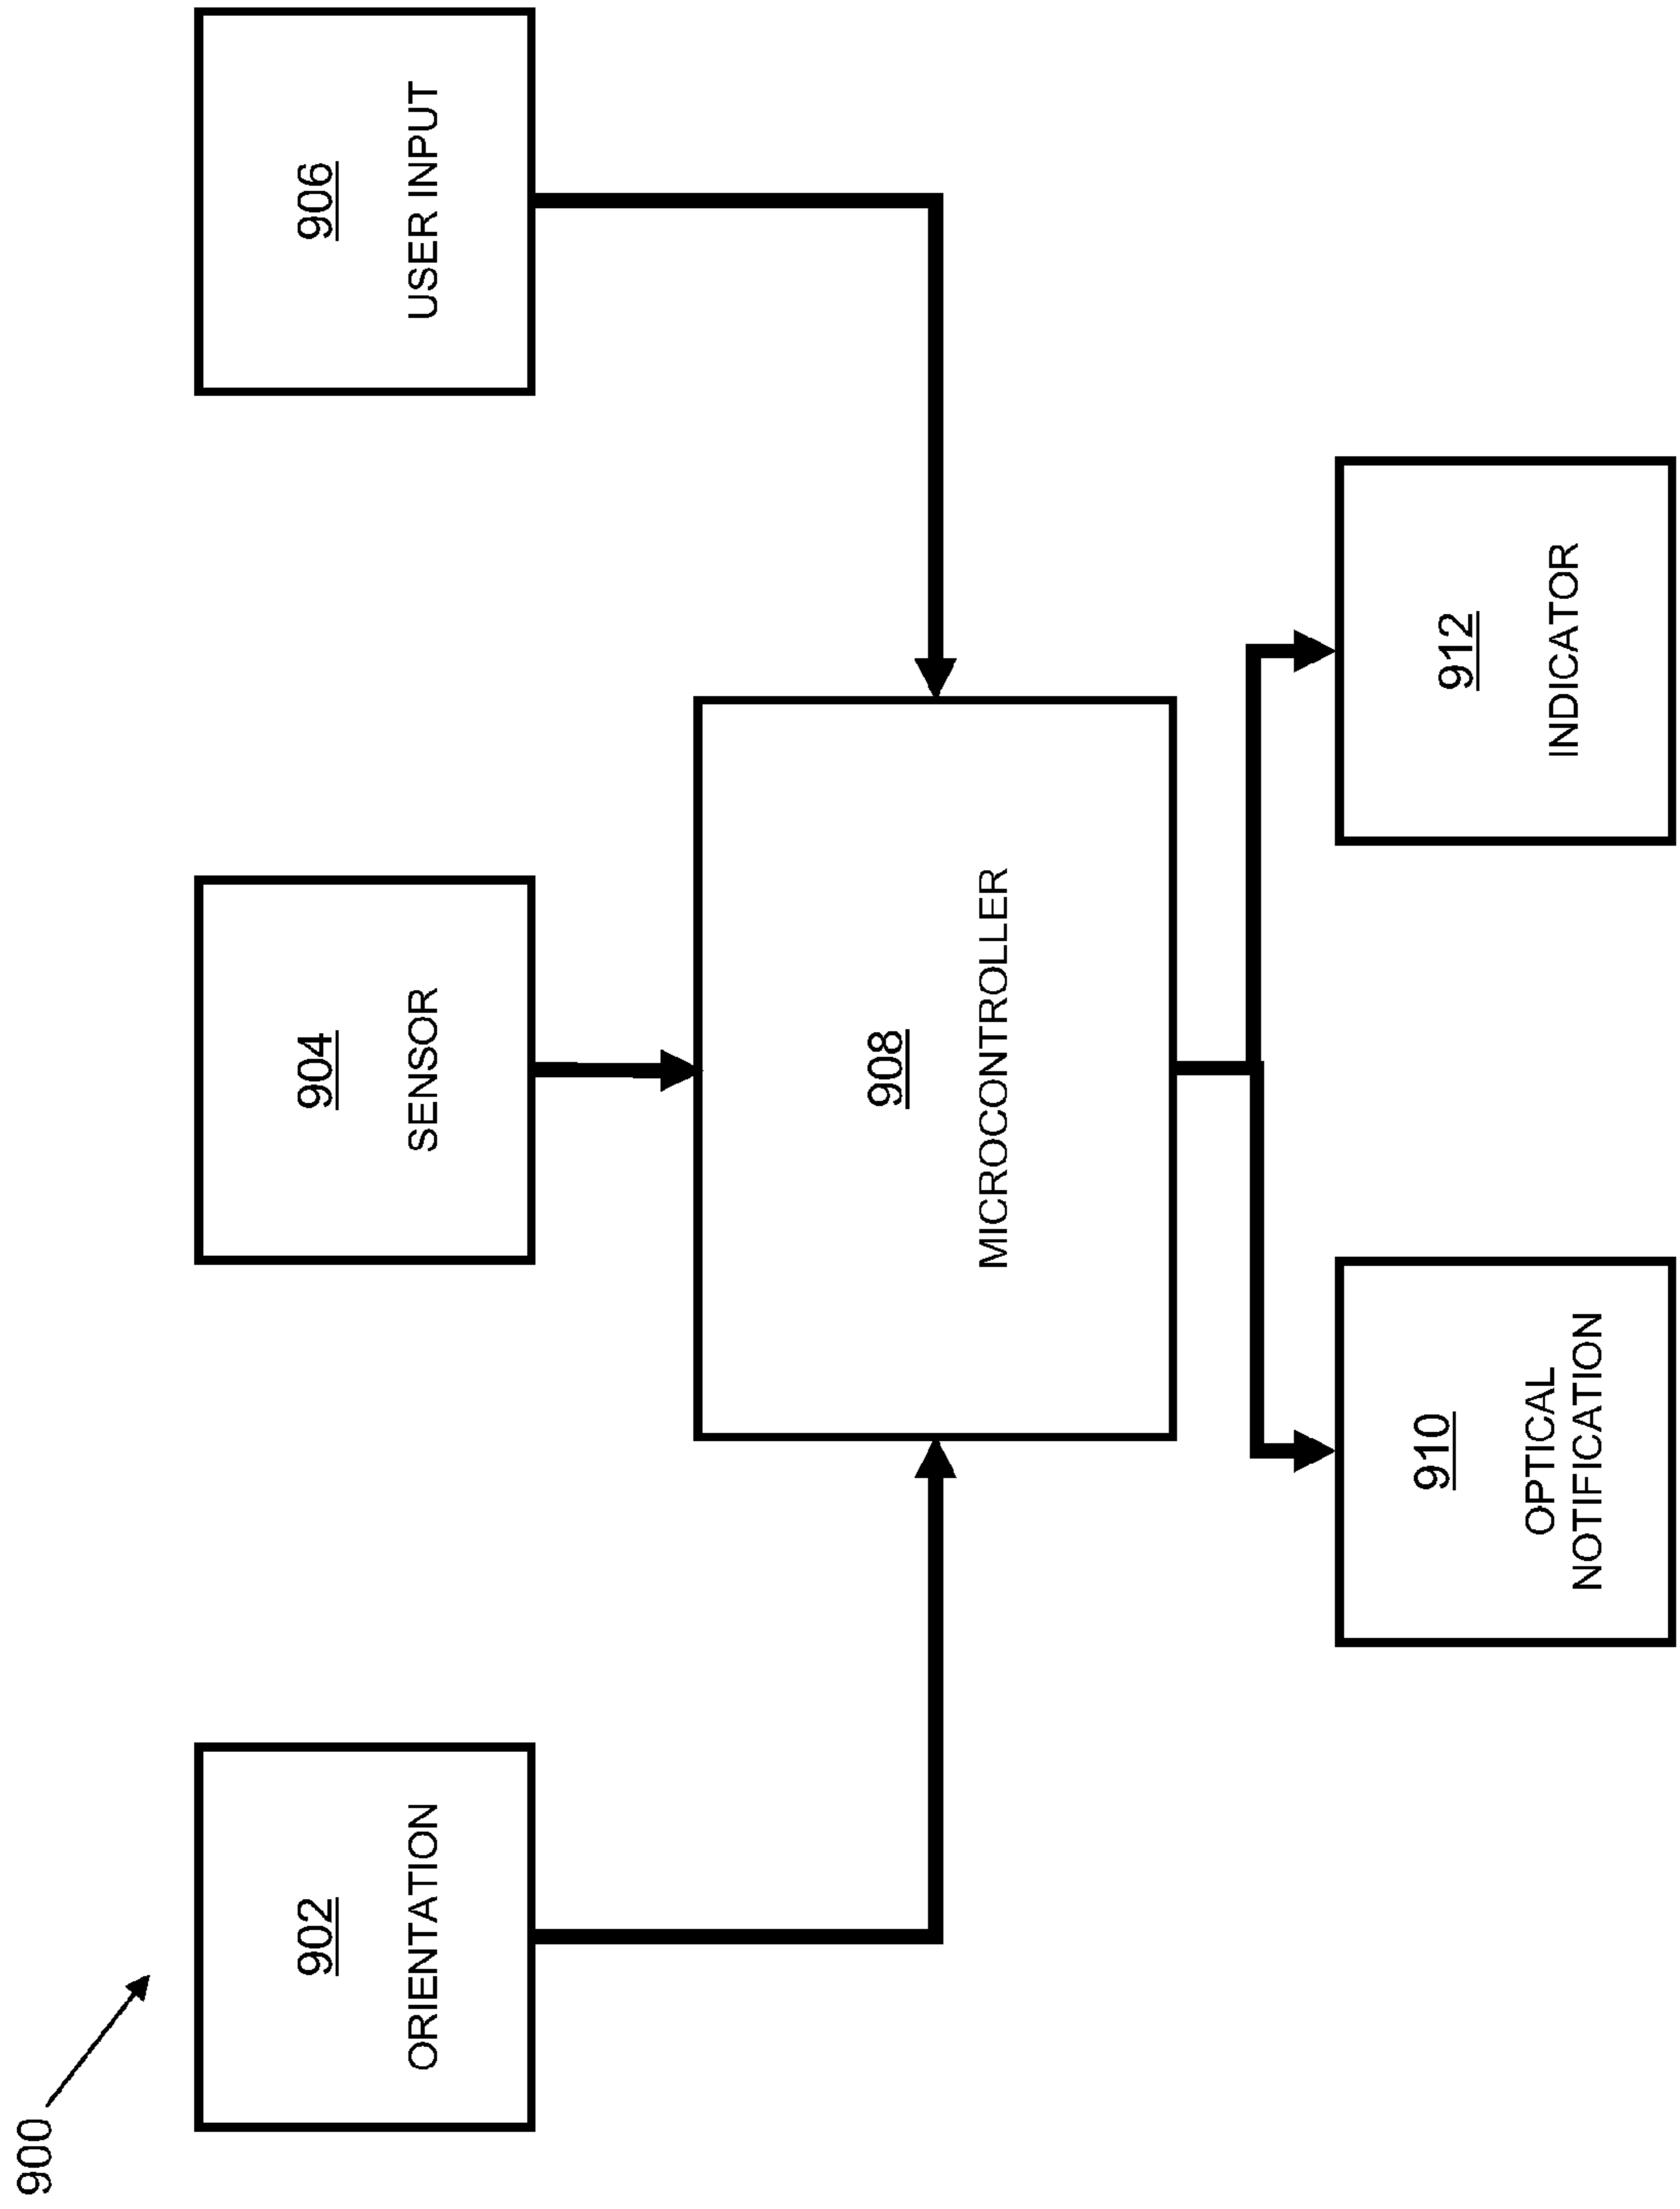 900
902
ORIENTATION
904
SENSOR
906
USER INPUT
908
MICROCONTROLLER
910
OPTICAL
NOTIFICATION
912
INDICATOR